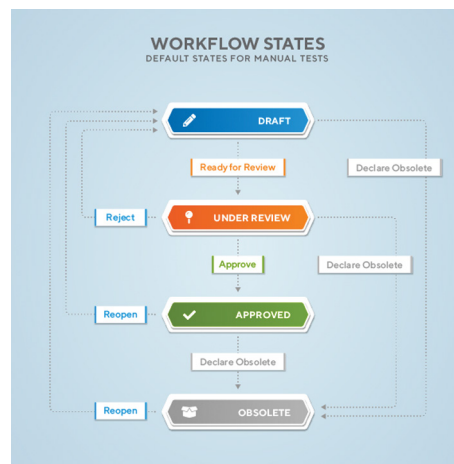 WORKFLOW STATES
DEFAULT STATES FOR MANUAL TESTS
DRAFT
Ready for Review
Declare Obsolete
Reject
UNDER REVIEW
Approve
Declare Obsolete
Reopen
APPROVED
Declare Obsolete
Reopen
OBSOLETE